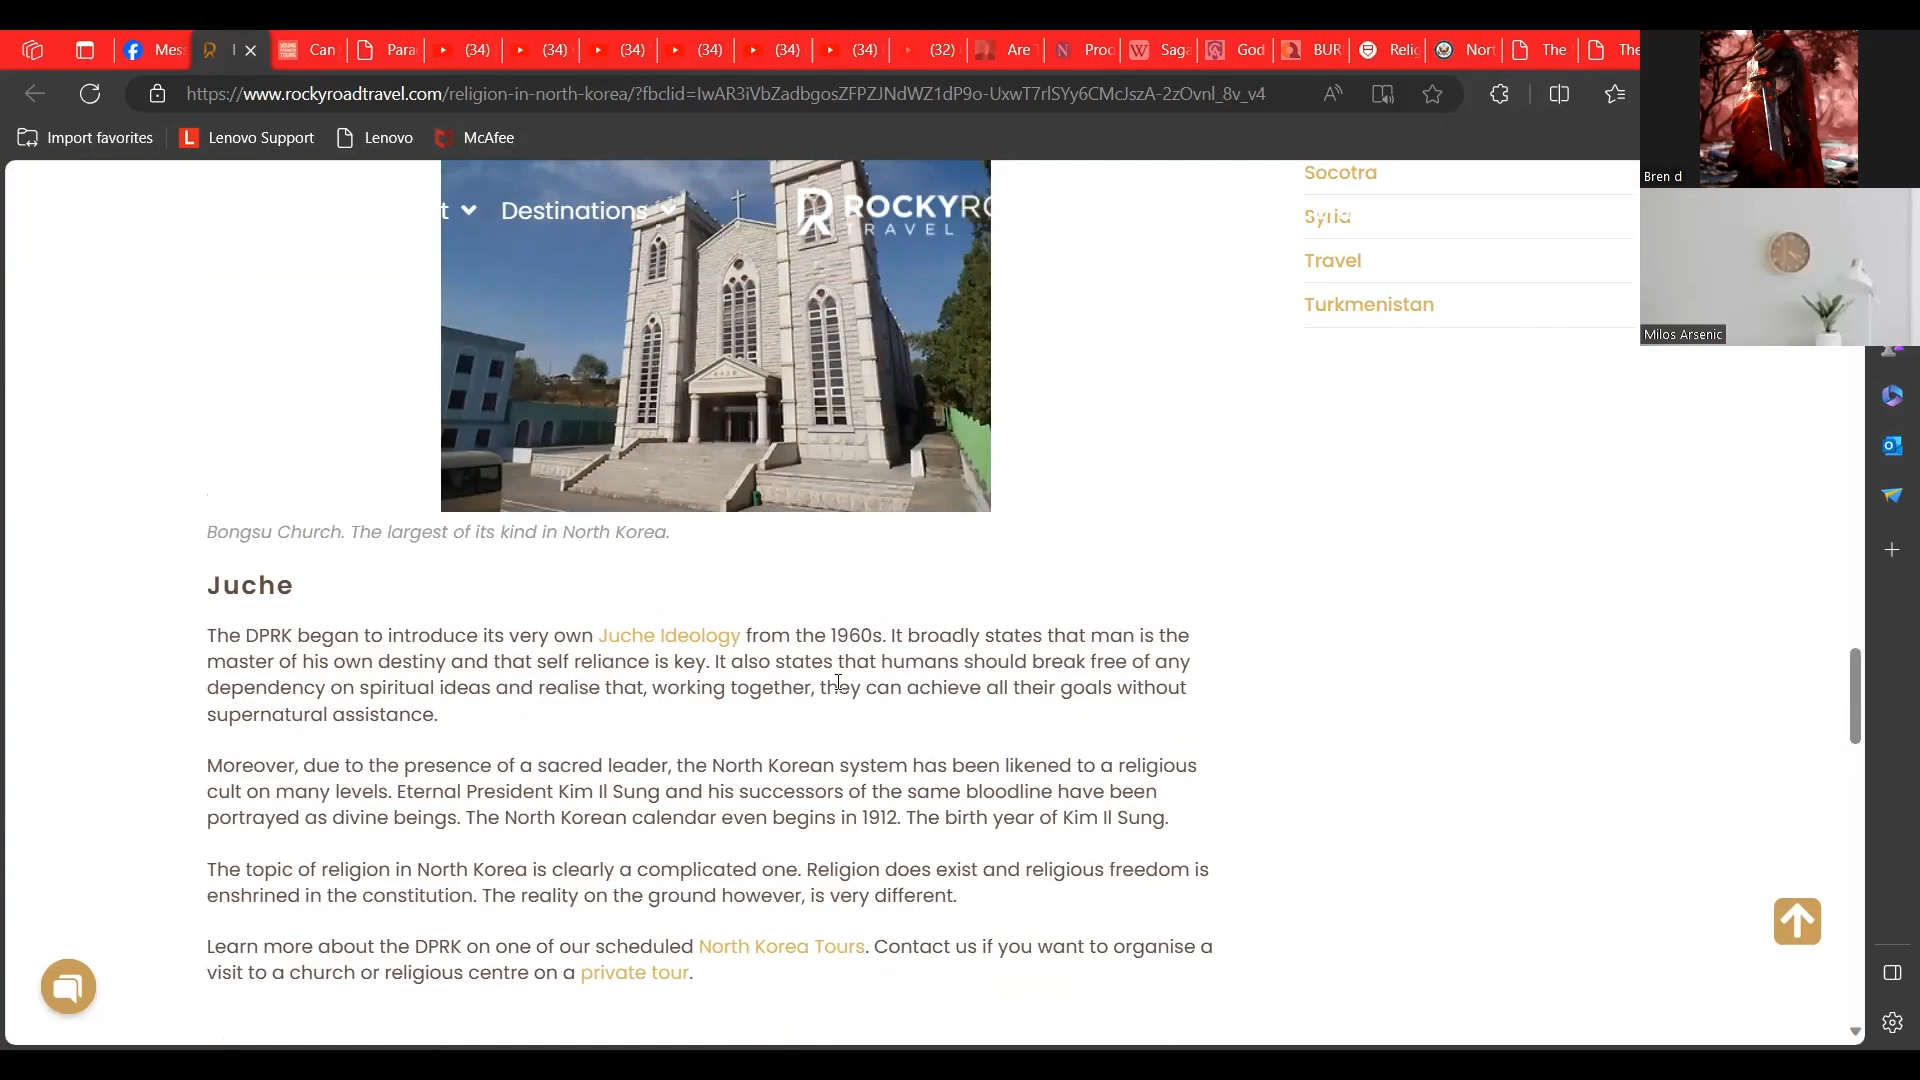 Mes
Can
Para
(34)
(34)
(34)
(34)
(34)
(34)
(32)
Are
Proc
Saga
God
BUR
Relig
Nort
The
The
https://www.rockyroadtravel.com/religion-in-north-korea/?fbclid=IwAR3iVbZadbgosZFPZJNdWZ1dP9o-UxwT7rlSYy6CMcJszA-2zOvnl_8v_v4
Import favorites
Lenovo Support
Lenovo
McAfee
Bren d
Milos Arsenic
t
Destinations
ROCKYRO
TRAVEL
Socotra
Syria
Travel
Turkmenistan
Bongsu Church. The largest of its kind in North Korea.
Juche
The DPRK began to introduce its very own Juche Ideology from the 1960s. It broadly states that man is the
master of his own destiny and that self reliance is key. It also states that humans should break free of any
dependency on spiritual ideas and realise that, working together, they can achieve all their goals without
supernatural assistance.
Moreover, due to the presence of a sacred leader, the North Korean system has been likened to a religious
cult on many levels. Eternal President Kim Il Sung and his successors of the same bloodline have been
portrayed as divine beings. The North Korean calendar even begins in 1912. The birth year of Kim Il Sung.
The topic of religion in North Korea is clearly a complicated one. Religion does exist and religious freedom is
enshrined in the constitution. The reality on the ground however, is very different.
Learn more about the DPRK on one of our scheduled North Korea Tours. Contact us if you want to organise a
visit to a church or religious centre on a private tour.